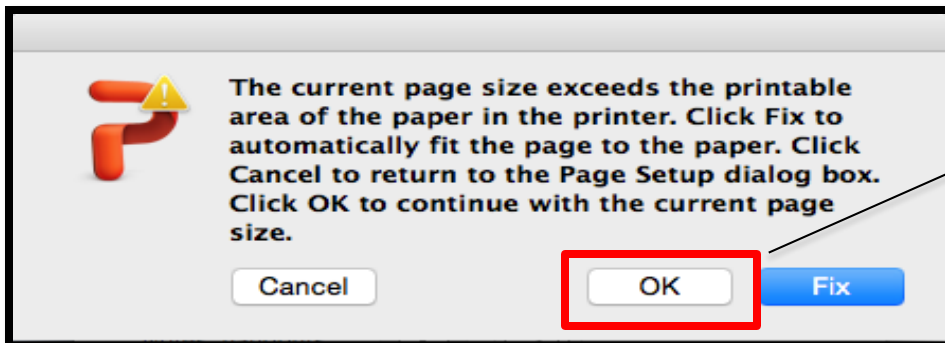 The current page size exceeds the printable
area of the paper in the printer. Click Fix to
automatically fit the page to the paper. Click
Cancel to return to the Page Setup dialog box.
Click OK to continue with the current page
size.
Cancel OK Fix